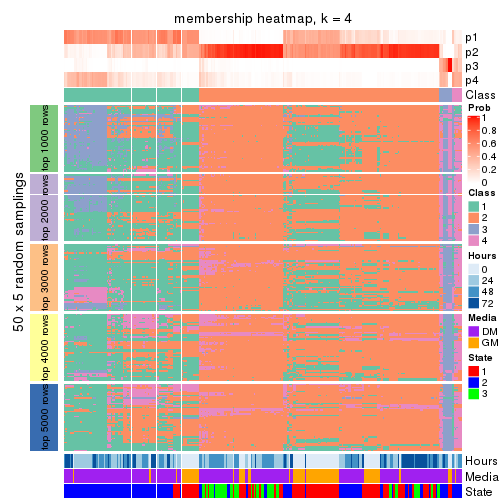 membership heatmap, k = 4
p1
p2
p3
p4
Class
50 x 5 random samplings
top 1000 rows
top 2000 rows
top 3000 rows
top 4000 rows
top 5000 rows
Hours
Media
State
Prob
1
0.8
0.6
0.4
0.2
0
Class
1
2
3
4
Hours
0
24
48
72
Media
DM
GM
State
1
2
3